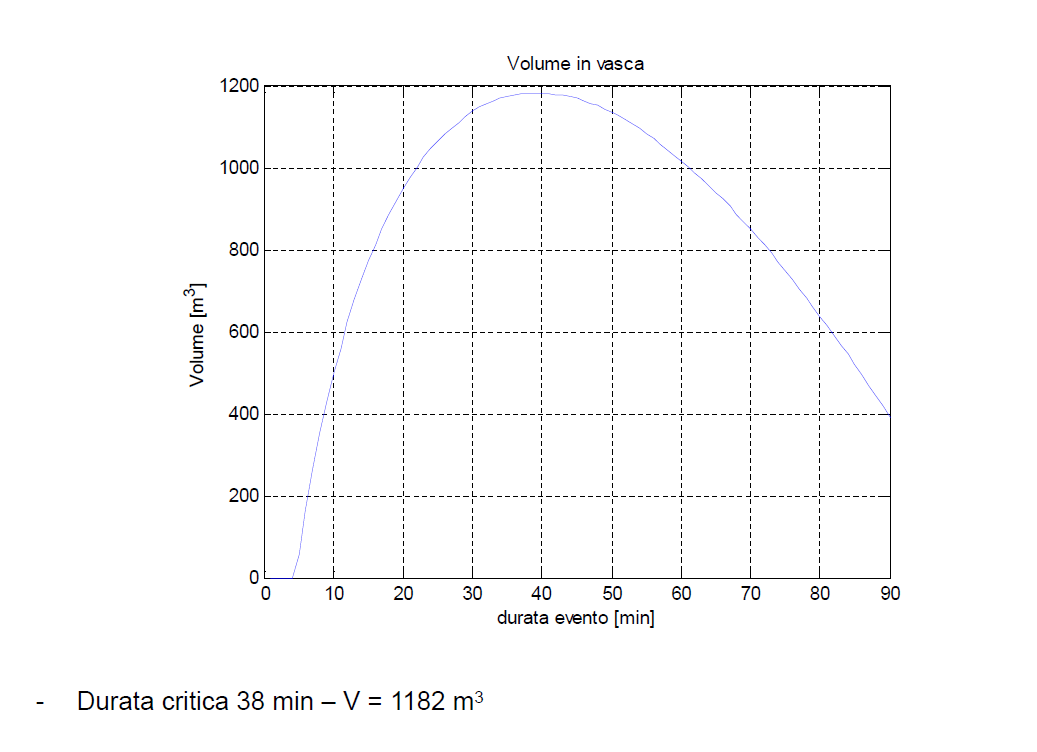 Volume in vasca
1200
1000
800
600
400
200
0
Volume [m³]
0 10 20 30 40 50 60 70 80 90
durata evento [min]
- Durata critica 38 min – V = 1182 m³